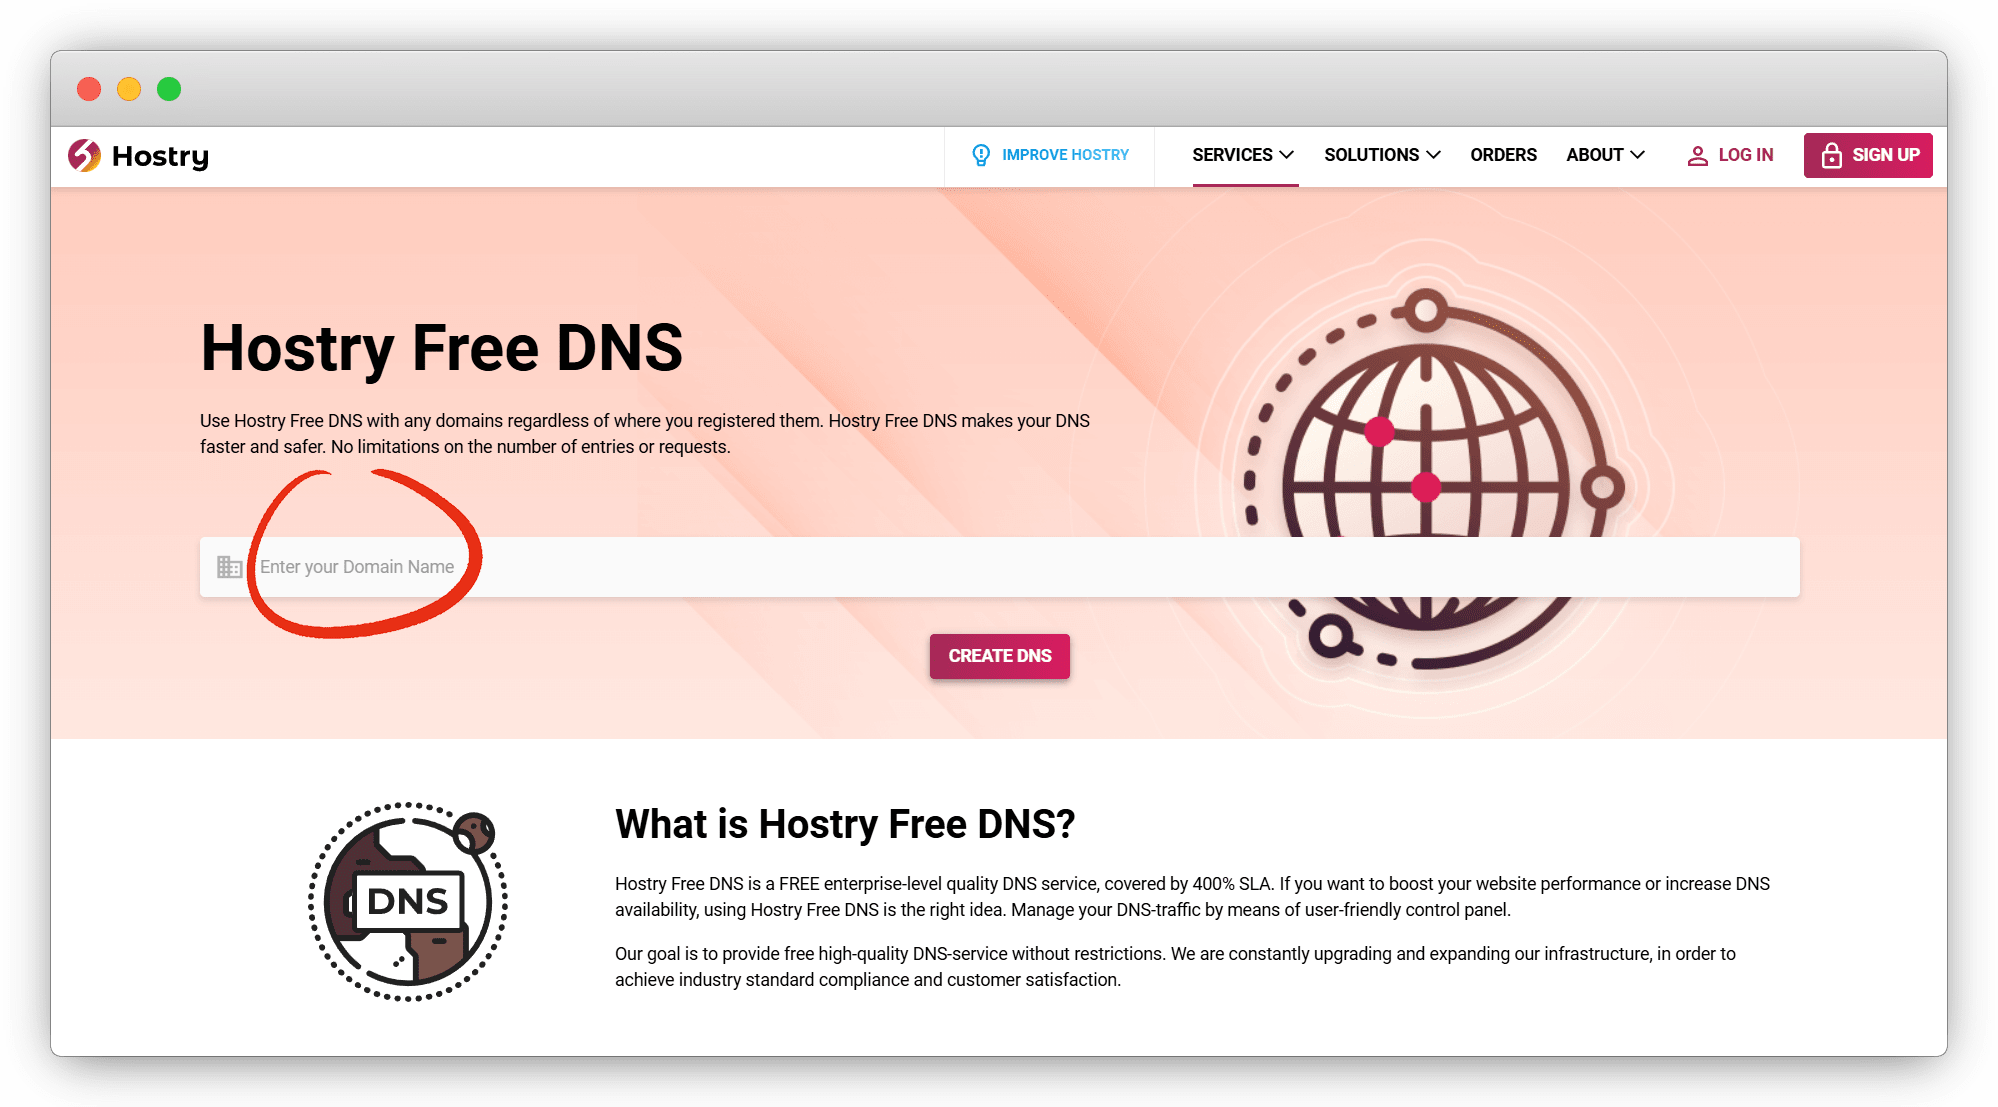 Hostry
IMPROVE HOSTRY
SERVICES
SOLUTIONS
ORDERS
ABOUT
LOG IN
SIGN UP
Hostry Free DNS
Use Hostry Free DNS with any domains regardless of where you registered them. Hostry Free DNS makes your DNS
faster and safer. No limitations on the number of entries or requests.
Enter your Domain Name
CREATE DNS
DNS
What is Hostry Free DNS?
Hostry Free DNS is a FREE enterprise-level quality DNS service, covered by 400% SLA. If you want to boost your website performance or increase DNS
availability, using Hostry Free DNS is the right idea. Manage your DNS-traffic by means of user-friendly control panel.
Our goal is to provide free high-quality DNS-service without restrictions. We are constantly upgrading and expanding our infrastructure, in order to
achieve industry standard compliance and customer satisfaction.